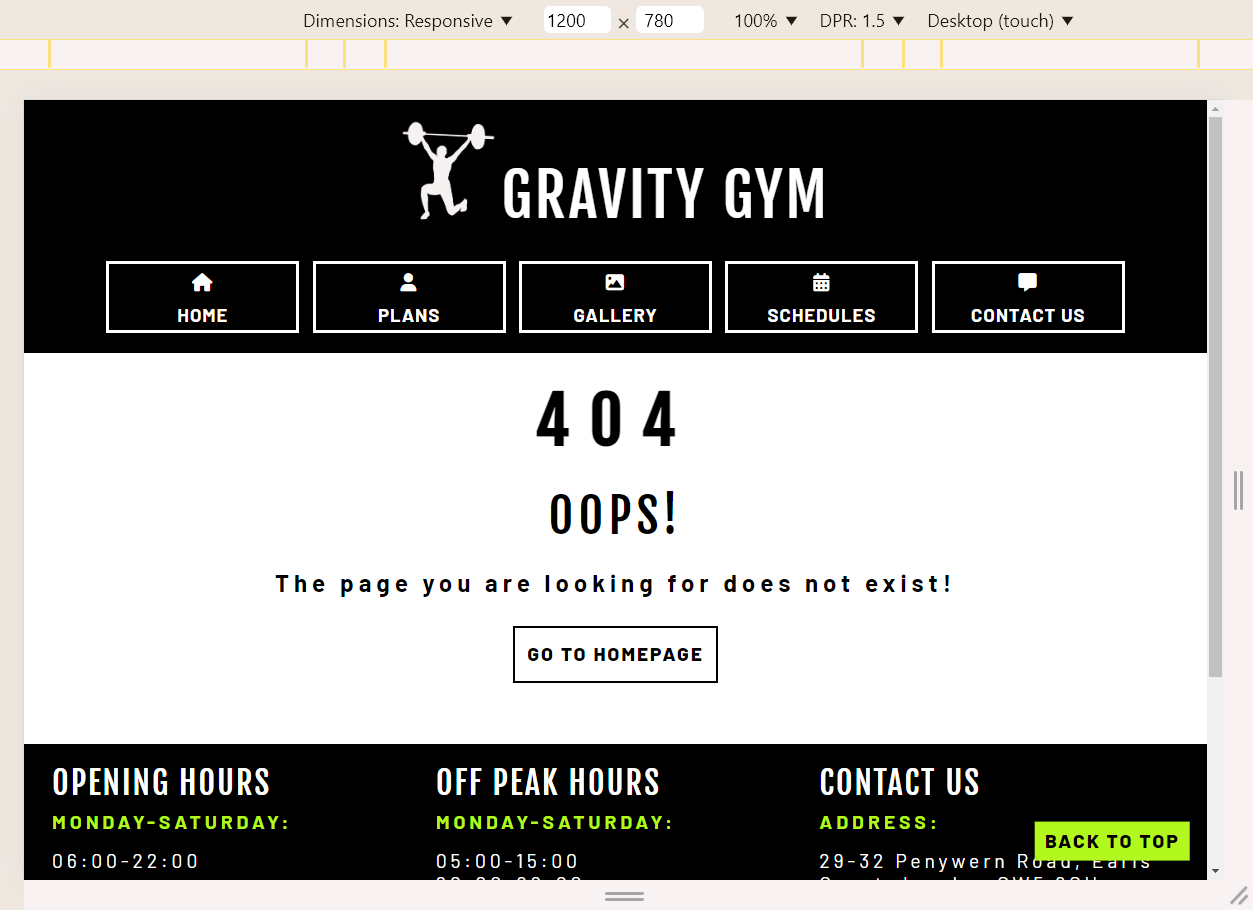 Dimensions: Responsive ▼ 1200 × 780 100% ▼ DPR: 1.5 ▼ Desktop (touch) ▼
GRAVITY GYM
HOME PLANS GALLERY SCHEDULES CONTACT US
404
OOPS!
The page you are looking for does not exist!
GO TO HOMEPAGE
OPENING HOURS OFF PEAK HOURS CONTACT US
MONDAY-SATURDAY: MONDAY-SATURDAY: ADDRESS:
BACK TO TOP
06:00-22:00 05:00-15:00 29-32 Penywern Road, Earls